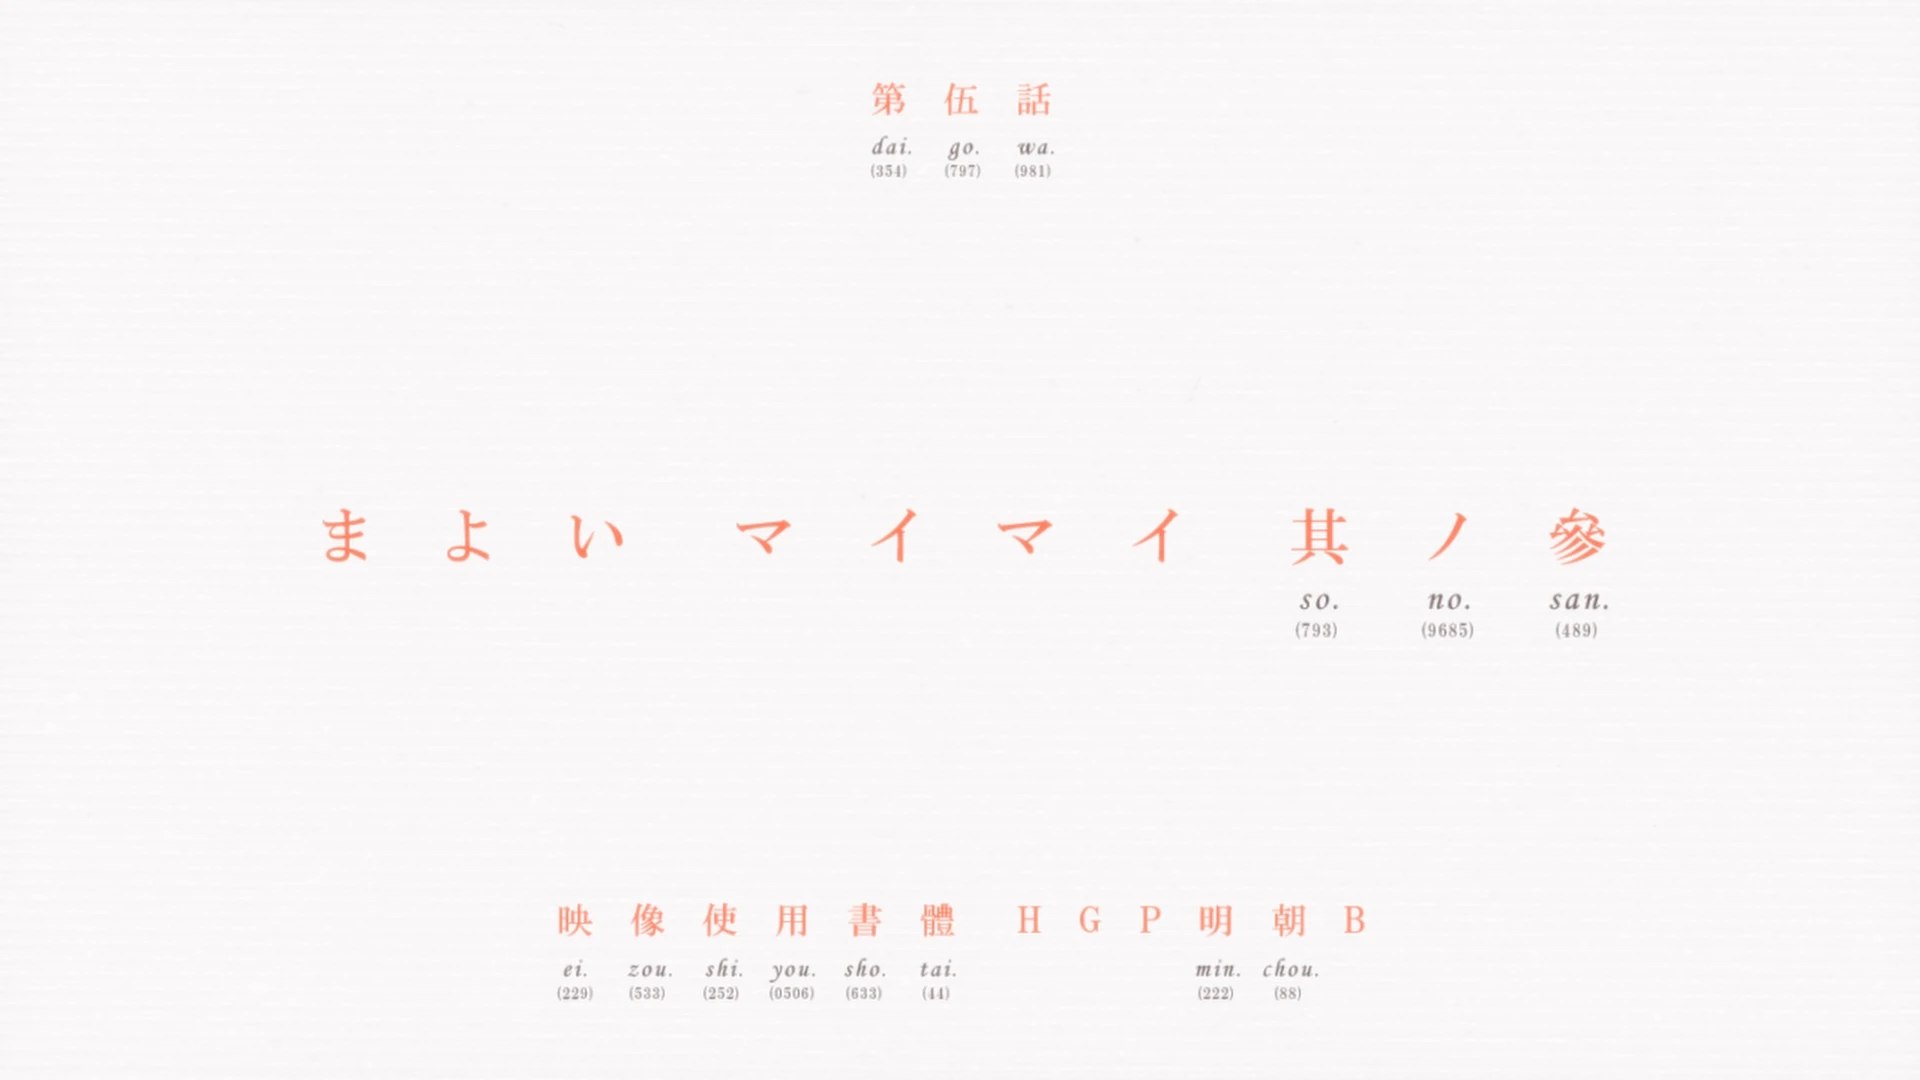 第 伍 話
dai. go. wa.
(354) (797) (981)
まよい マイマイ 其ノ參
so. no. san.
(793) (9685) (489)
映像使用書體 HGP明朝B
ei. zou. shi. you. sho. tai. min. chou.
(229) (533) (252) (0506) (633) (44) (222) (88)